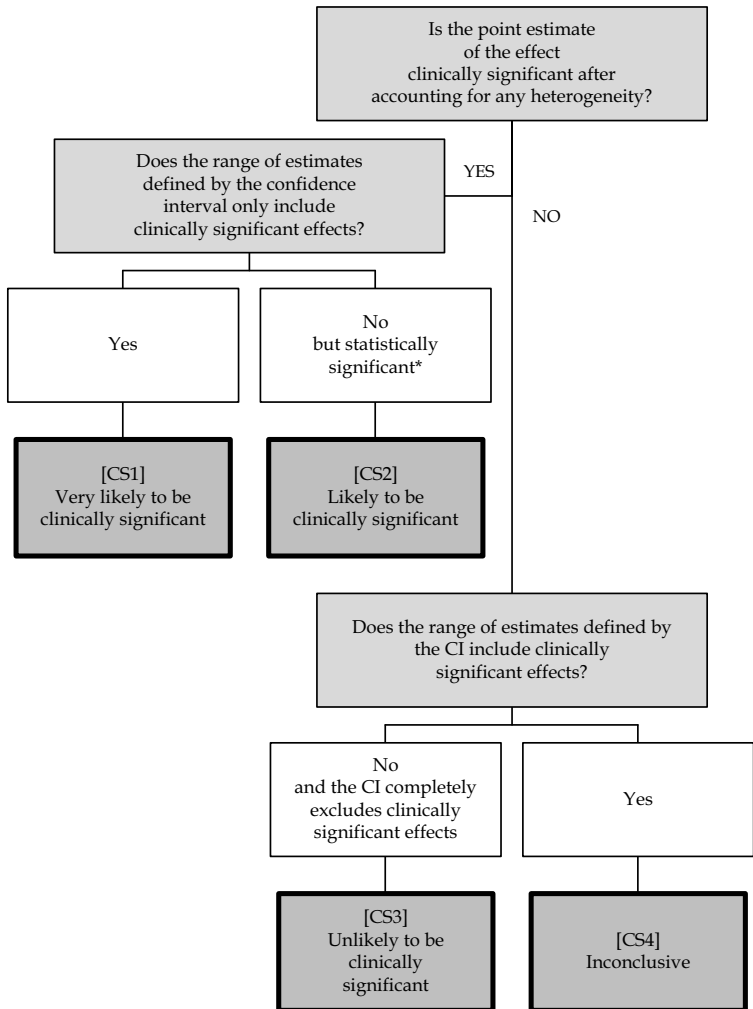 Is the point estimate
of the effect
clinically significant after
accounting for any heterogeneity?
Does the range of estimates
defined by the confidence
interval only include
clinically significant effects?
YES
NO
Yes
No
but statistically
significant*
[CS1]
Very likely to be
clinically significant
[CS2]
Likely to be
clinically significant
Does the range of estimates defined by
the CI include clinically
significant effects?
No
and the CI completely
excludes clinically
significant effects
Yes
[CS3]
Unlikely to be
clinically
significant
[CS4]
Inconclusive